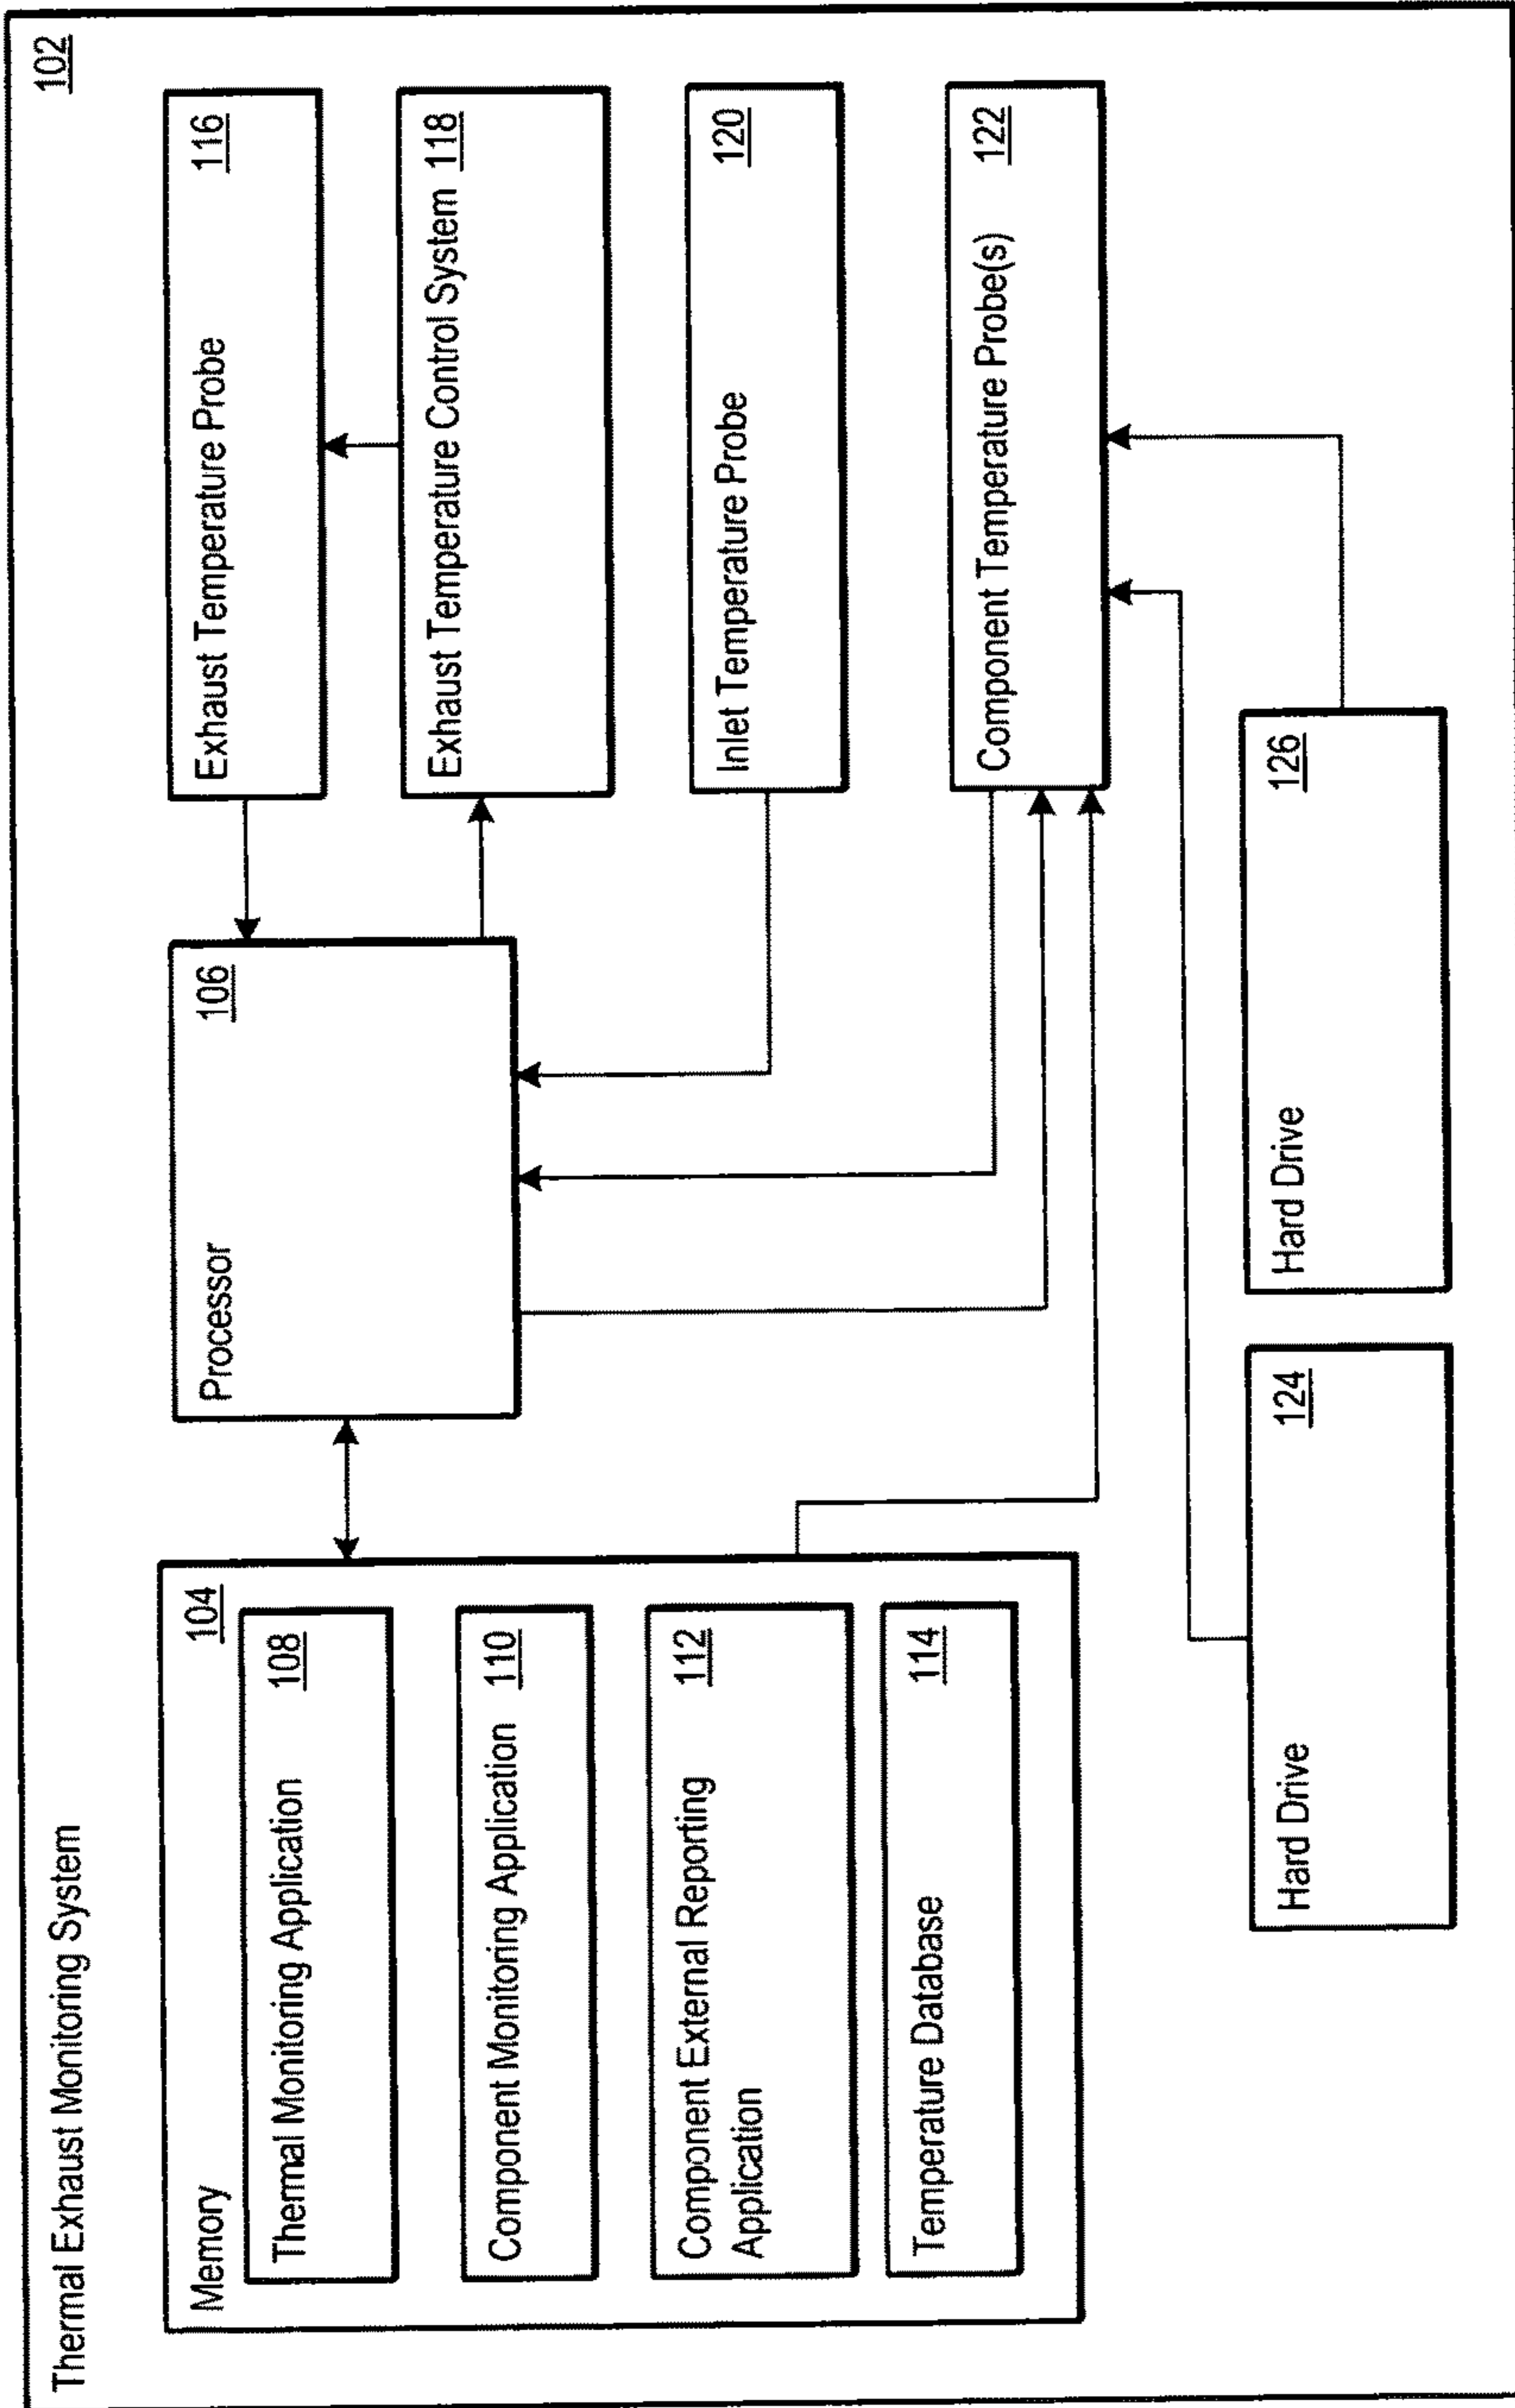 Thermal Exhaust Monitoring System
102
Memory
104
Thermal Monitoring Application
108
Component Monitoring Application
110
Component External Reporting
112
Application
Temperature Database
114
Processor
106
Exhaust Temperature Probe
116
Exhaust Temperature Control System
118
Inlet Temperature Probe
120
Component Temperature Probe(s)
122
Hard Drive
124
Hard Drive
126